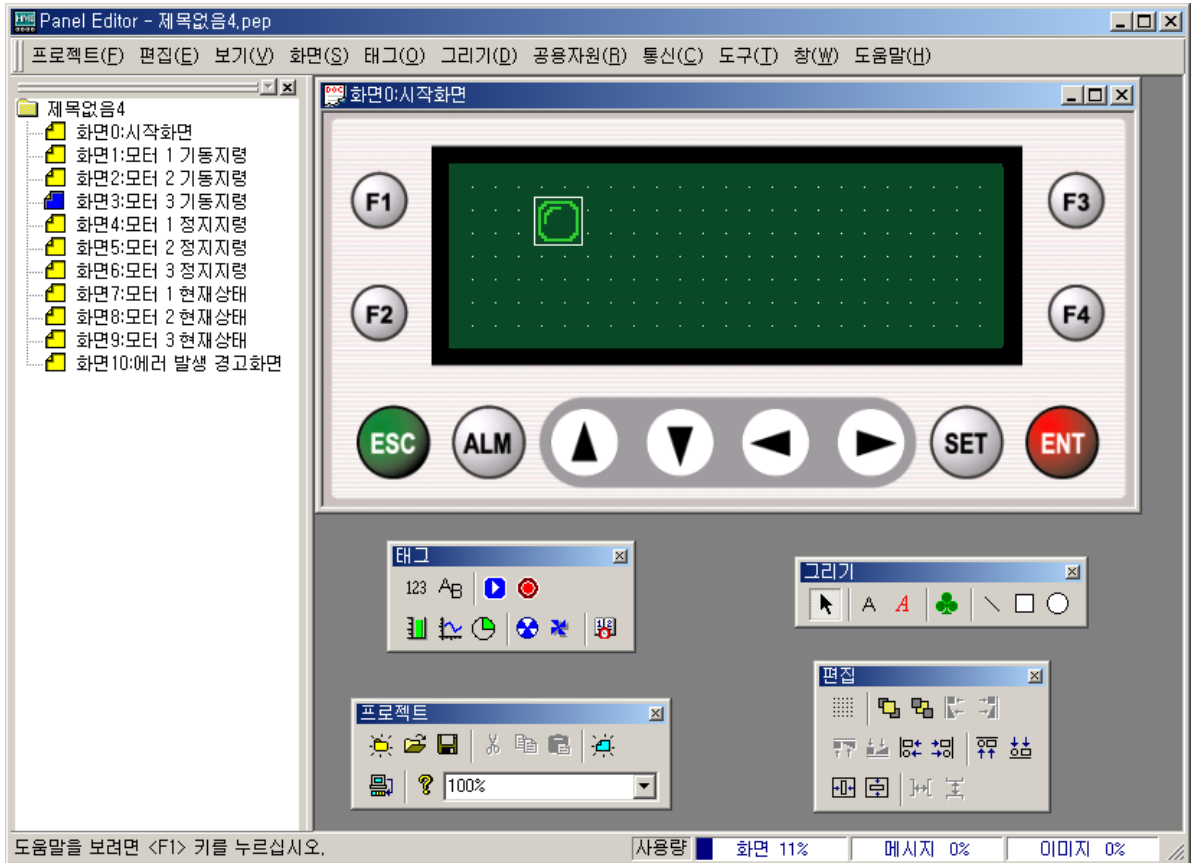 Panel Editor - 제목없음4.pep
프로젝트(F) 편집(E) 보기(V) 화면(S) 태그(O) 그리기(D) 공용자원(R) 통신(C) 도구(T) 창(W) 도움말(H)
제목없음4
화면0:시작화면
화면1:모터 1 기동지령
화면2:모터 2 기동지령
화면3:모터 3 기동지령
화면4:모터 1 정지지령
화면5:모터 2 정지지령
화면6:모터 3 정지지령
화면7:모터 1 현재상태
화면8:모터 2 현재상태
화면9:모터 3 현재상태
화면10:에러 발생 경고화면
화면0:시작화면
F1
F3
F2
F4
ESC ALM SET ENT
태그
123 AB
그리기
A A
편집
프로젝트
100%
도움말을 보려면 <F1> 키를 누르십시오.
사용량 화면 11% 메시지 0% 이미지 0%